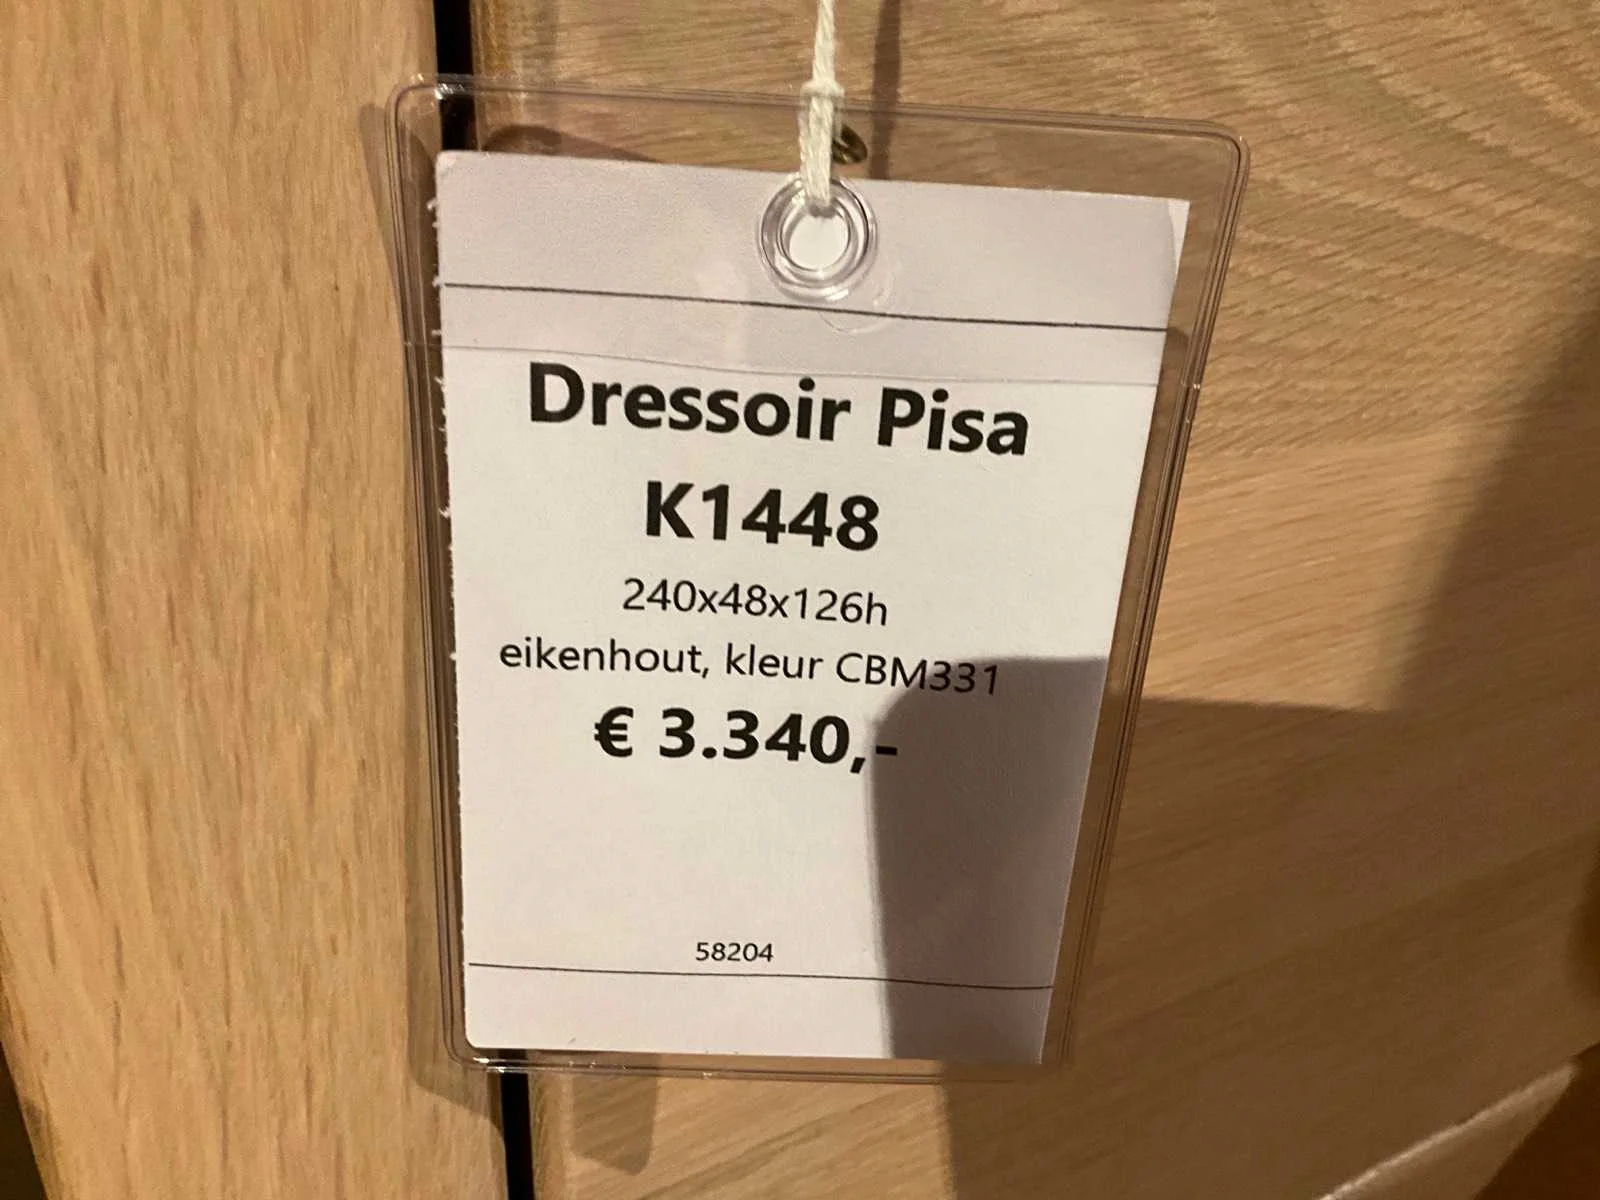 Dressoir Pisa
K1448
240x48x126h
eikenhout, kleur CBM331
€ 3.340,-
58204